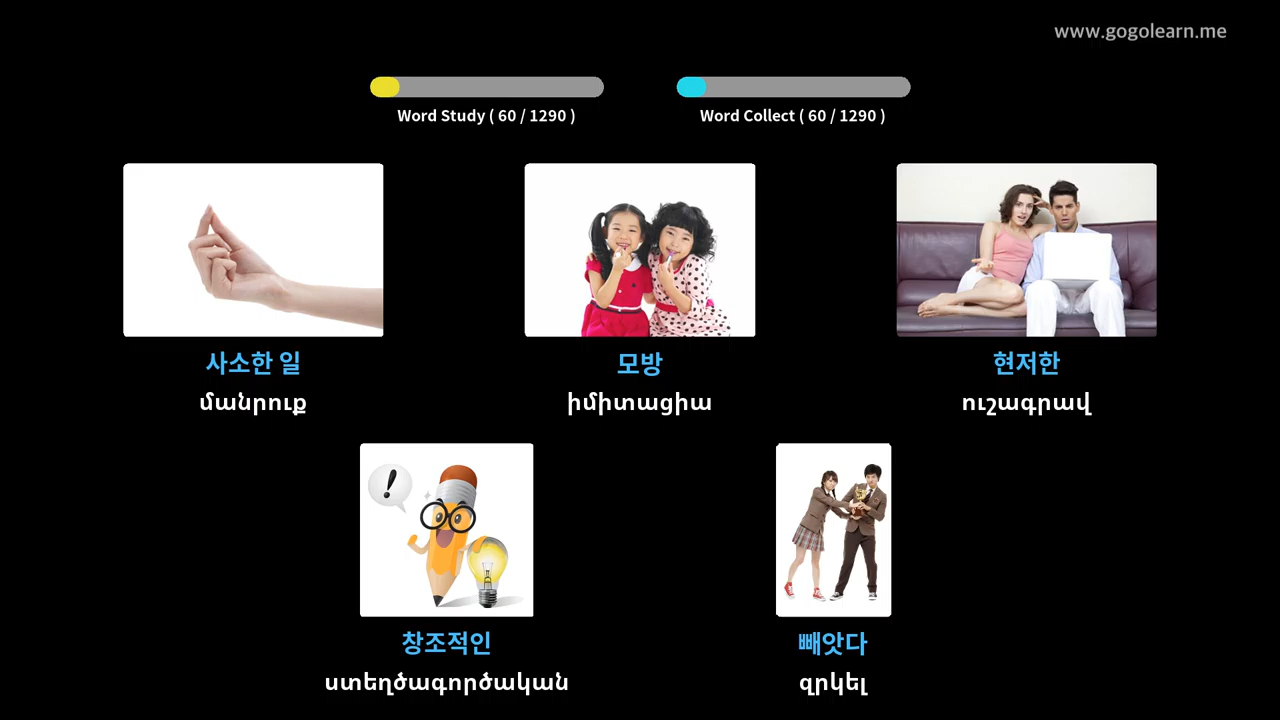 www.gogolearn.me
Word Study ( 60 / 1290 )
Word Collect ( 60 / 1290 )
사소한 일
մանրուք
모방
իմիտացիա
현저한
ուշագրավ
!
창조적인
ստեղծագործական
빼앗다
զրկել